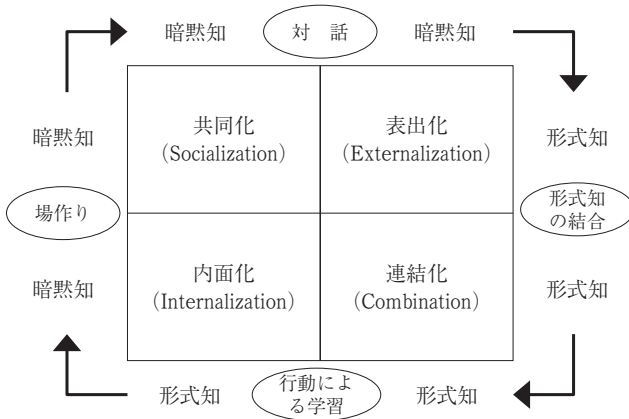 暗黙知
対 話
暗黙知
暗黙知
共同化
(Socialization)
表出化
(Externalization)
形式知
場作り
形式知
の結合
暗黙知
内面化
(Internalization)
連結化
(Combination)
形式知
形式知
行動によ
る学習
形式知